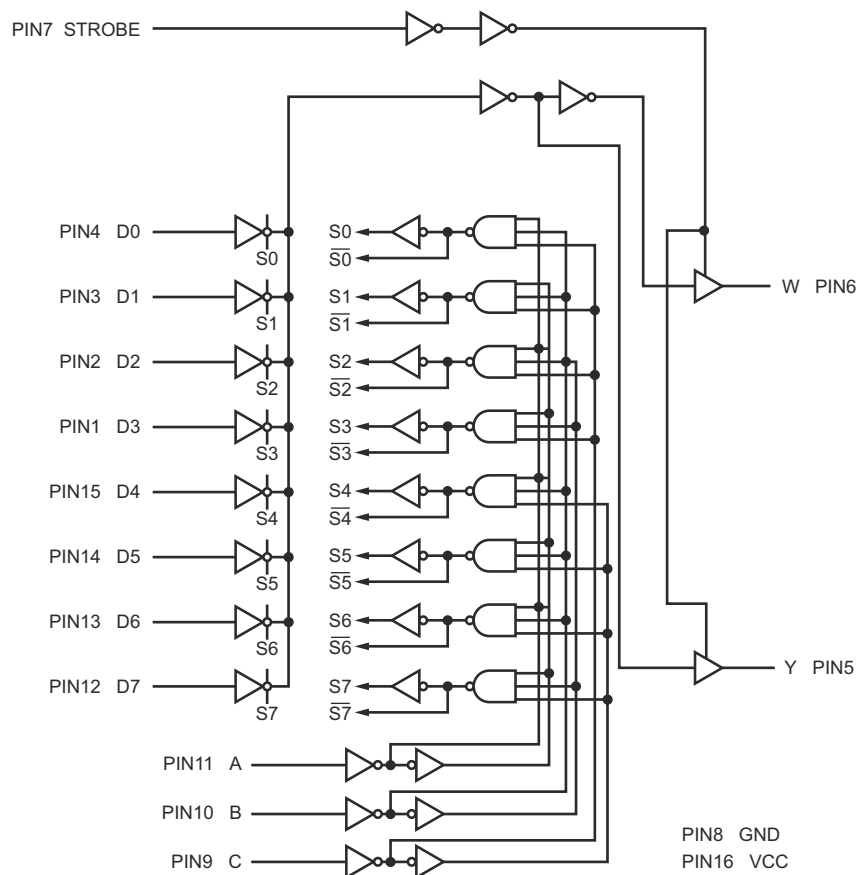 PIN7 STROBE
PIN4 D0
S0
S0
S0
PIN3 D1
S1
S1
S1
W PIN6
PIN2 D2
S2
S2
S2
PIN1 D3
S3
S3
S3
PIN15 D4
S4
S4
S4
PIN14 D5
S5
S5
S5
PIN13 D6
S6
S6
S6
PIN12 D7
S7
S7
S7
Y PIN5
PIN11 A
PIN10 B
PIN9 C
PIN8 GND
PIN16 VCC